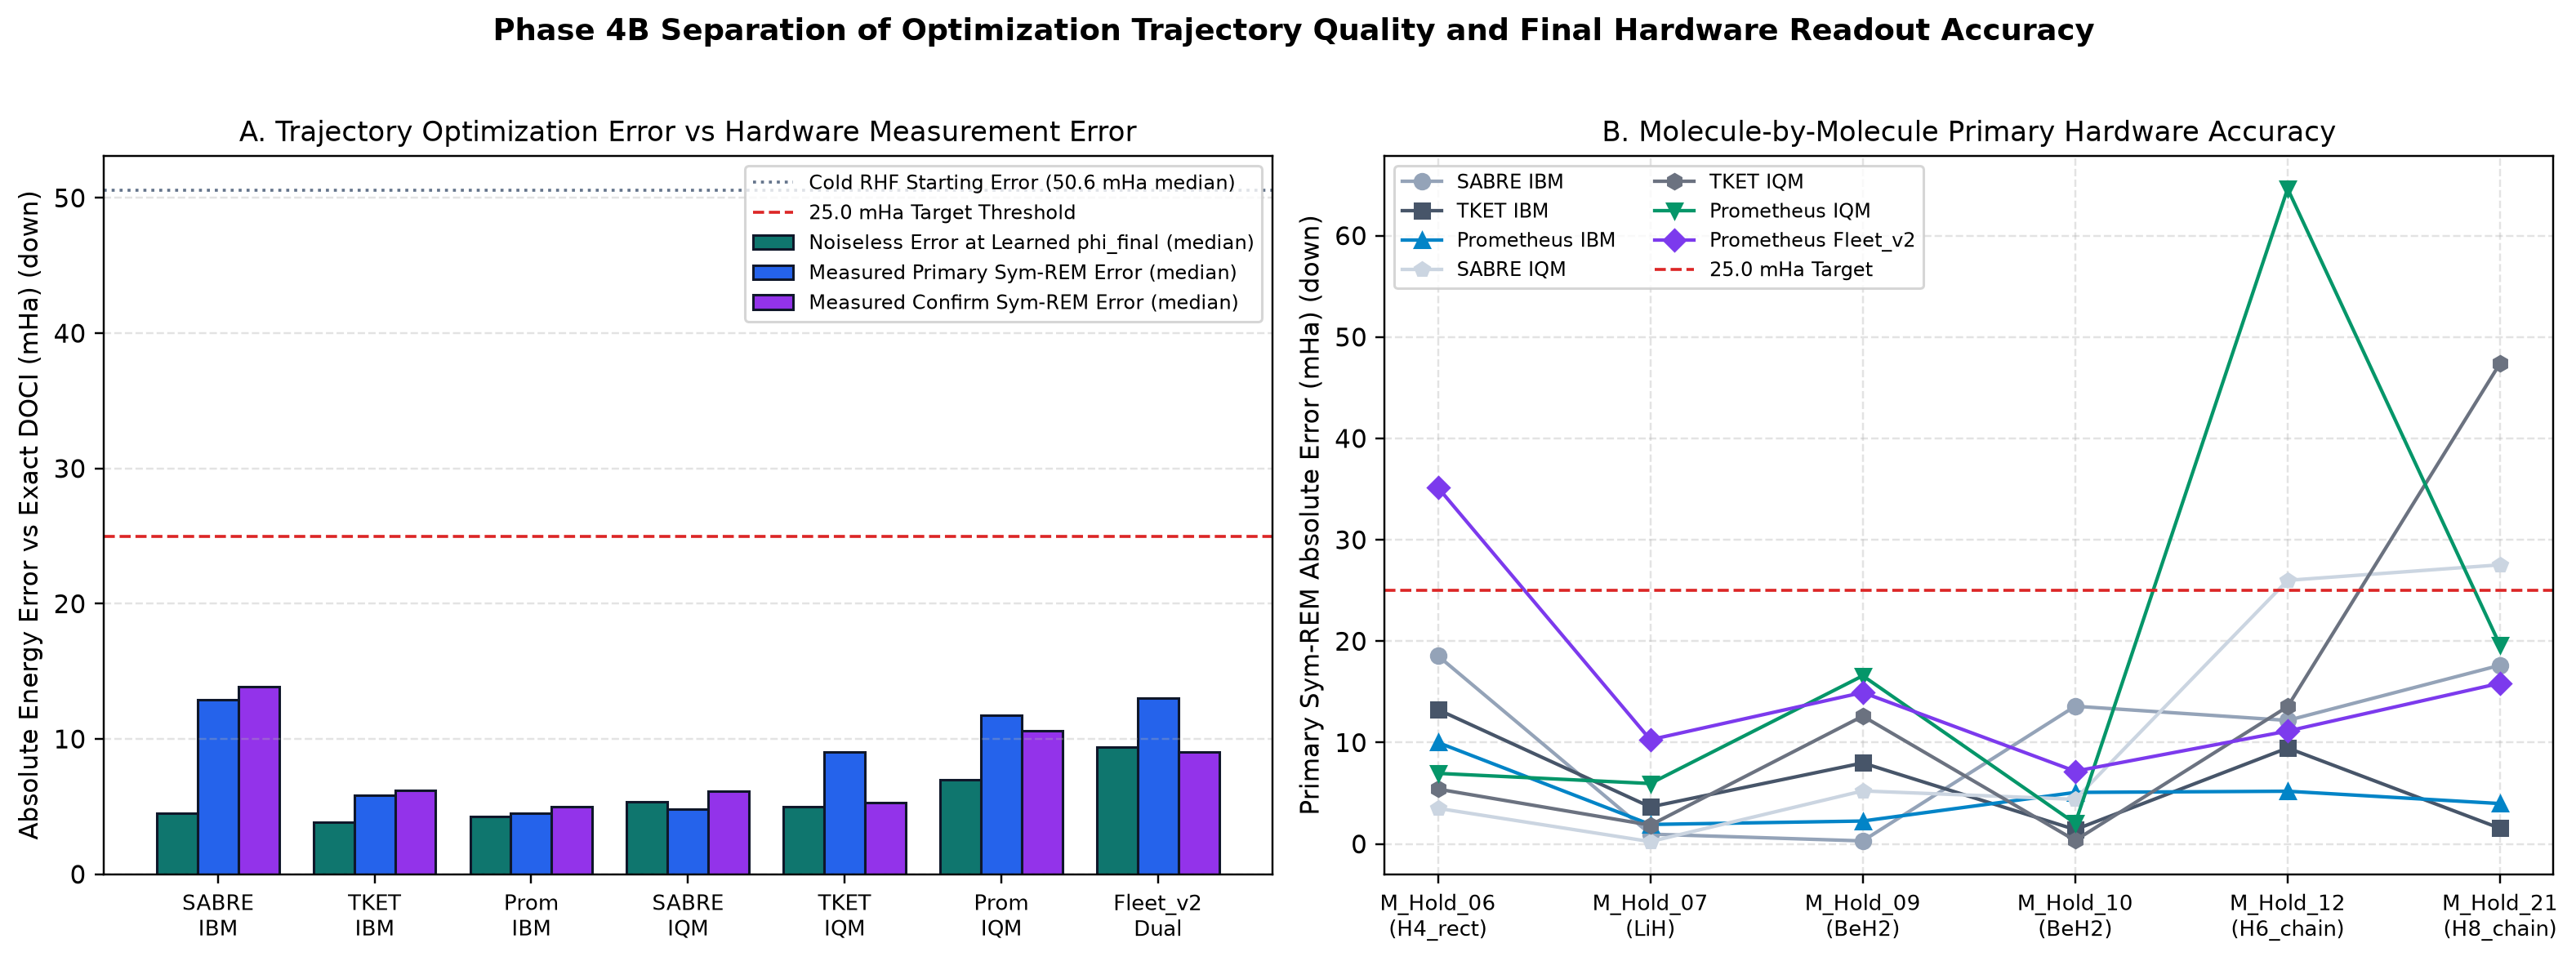 Phase 4B Separation of Optimization Trajectory Quality and Final Hardware Readout Accuracy
A. Trajectory Optimization Error vs Hardware Measurement Error
Absolute Energy Error vs Exact DOCI (mHa) (down)
50
40
30
20
10
0
Cold RHF Starting Error (50.6 mHa median)
25.0 mHa Target Threshold
Noiseless Error at Learned phi_final (median)
Measured Primary Sym-REM Error (median)
Measured Confirm Sym-REM Error (median)
SABRE
IBM
TKET
IBM
Prom
IBM
SABRE
IQM
TKET
IQM
Prom
IQM
Fleet_v2
Dual
B. Molecule-by-Molecule Primary Hardware Accuracy
Primary Sym-REM Absolute Error (mHa) (down)
60
50
40
30
20
10
0
SABRE IBM
TKET IBM
Prometheus IBM
SABRE IQM
TKET IQM
Prometheus IQM
Prometheus Fleet_v2
25.0 mHa Target
M_Hold_06
(H4_rect)
M_Hold_07
(LiH)
M_Hold_09
(BeH2)
M_Hold_10
(BeH2)
M_Hold_12
(H6_chain)
M_Hold_21
(H8_chain)